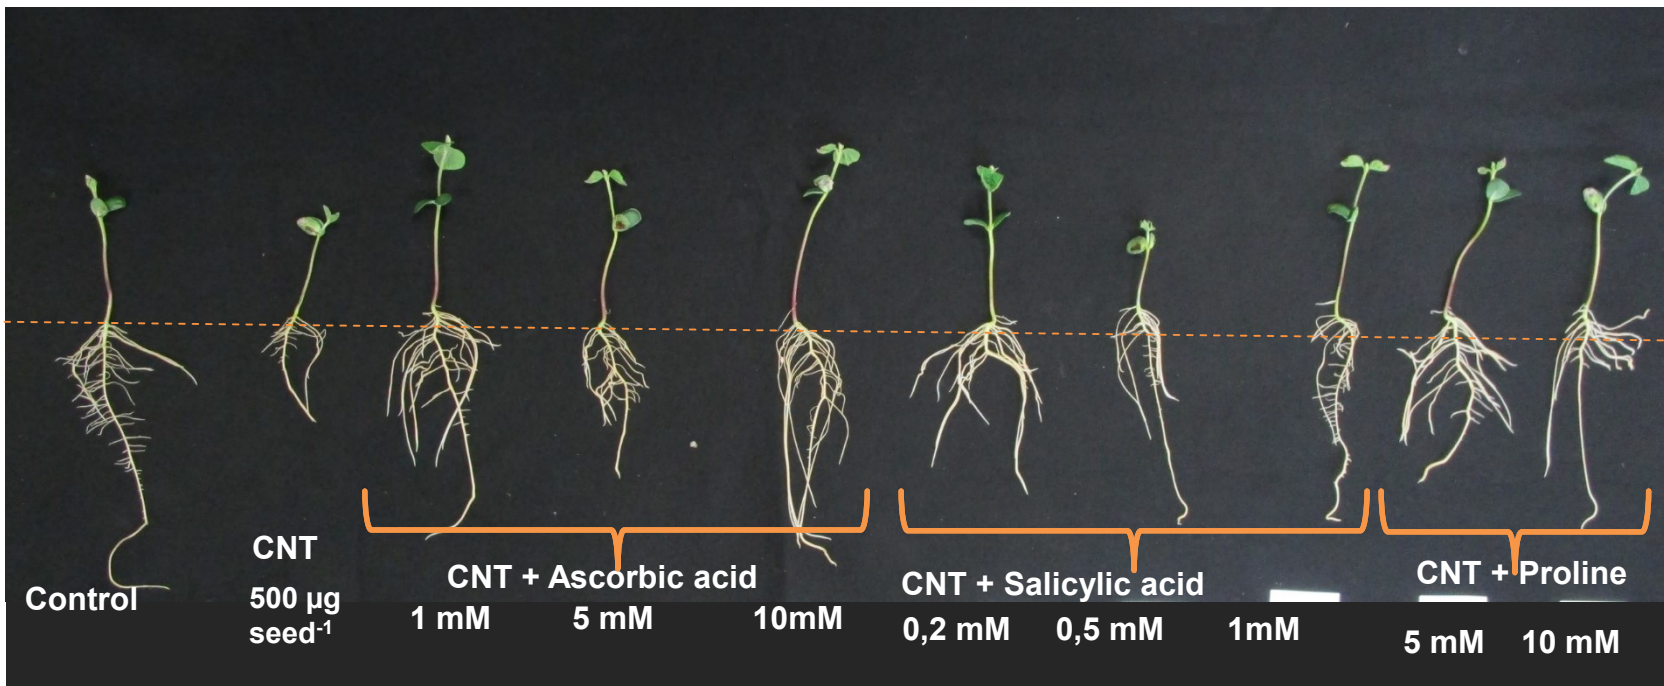 Control
CNT
500 µg
seed-1
CNT + Ascorbic acid
1 mM
5 mM
10mM
CNT + Salicylic acid
0,2 mM
0,5 mM
1mM
CNT + Proline
5 mM
10 mM